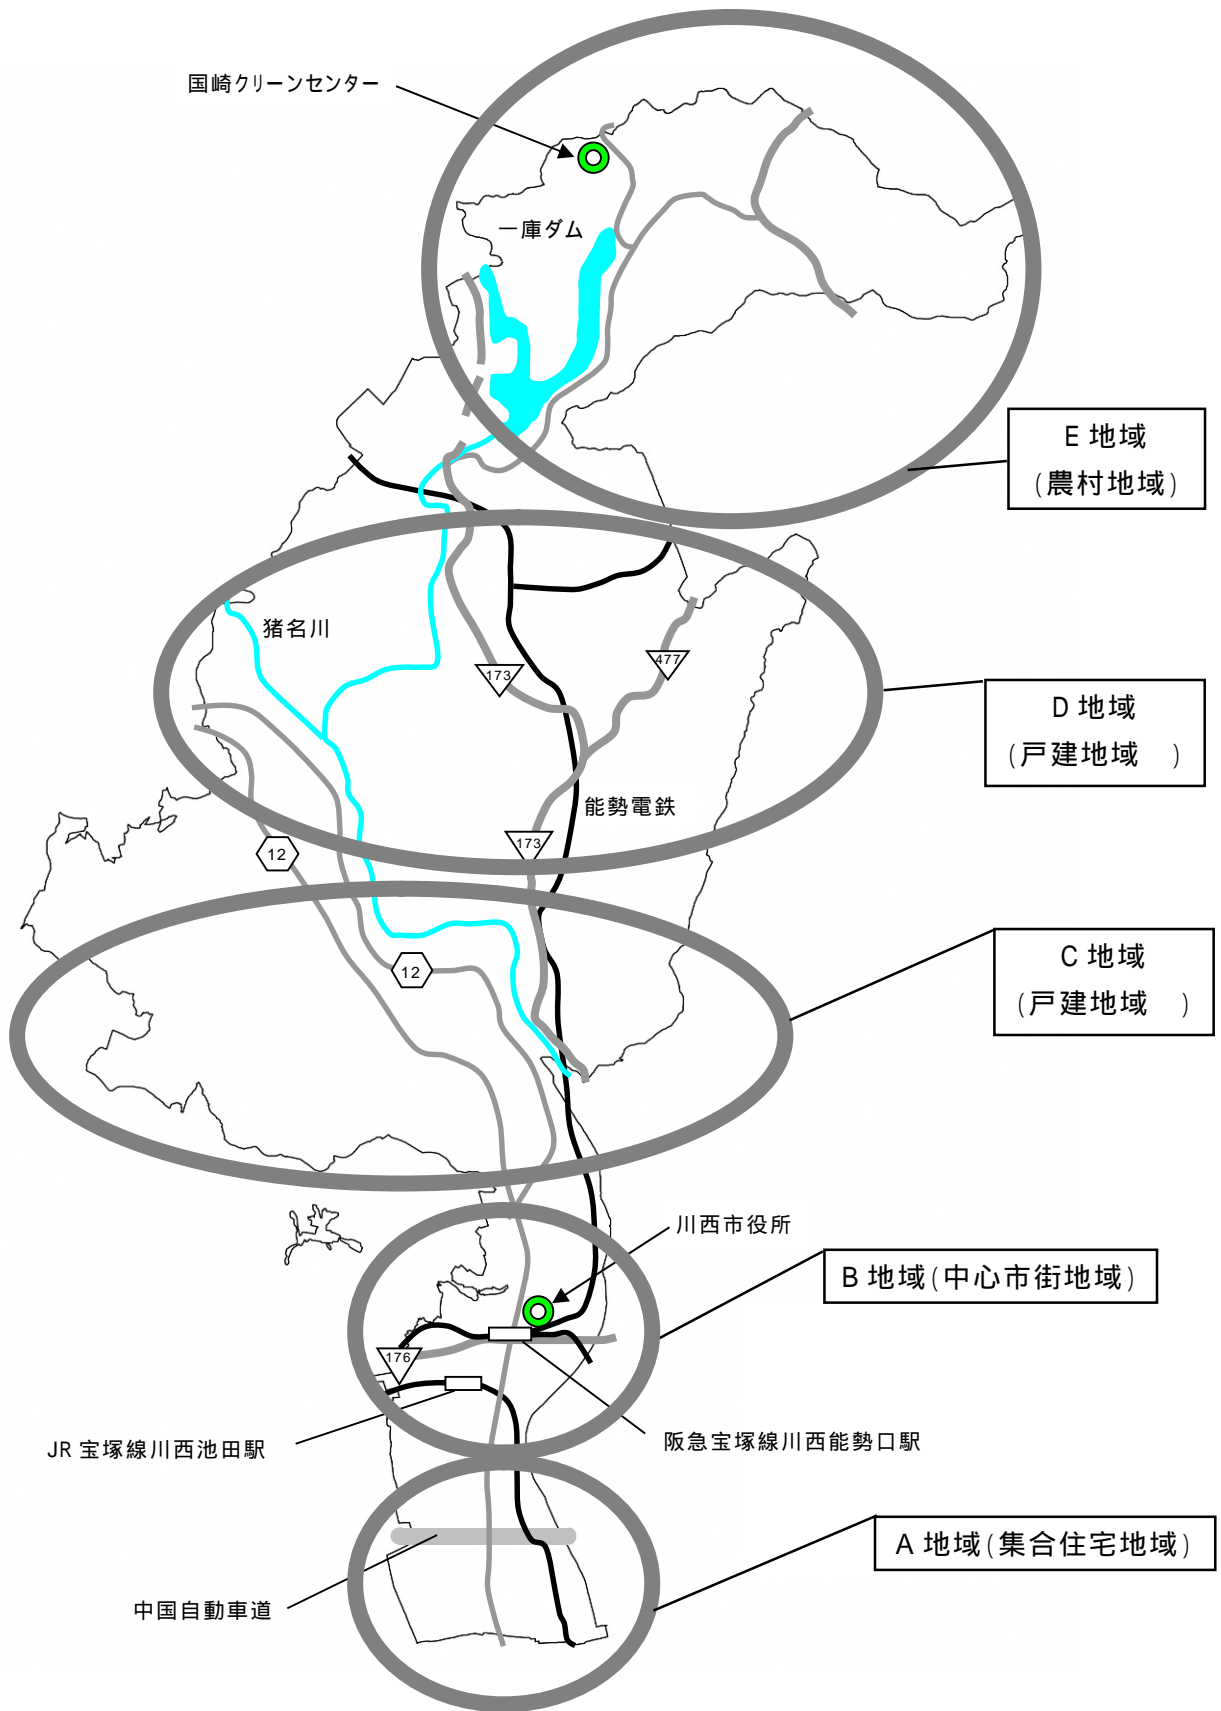 国崎クリーンセンター
一庫ダム
E 地域
(農村地域)
猪名川
173
477
D 地域
(戸建地域　)
能勢電鉄
173
12
12
C 地域
(戸建地域　)
川西市役所
B 地域(中心市街地域)
176
JR 宝塚線川西池田駅
阪急宝塚線川西能勢口駅
A 地域(集合住宅地域)
中国自動車道